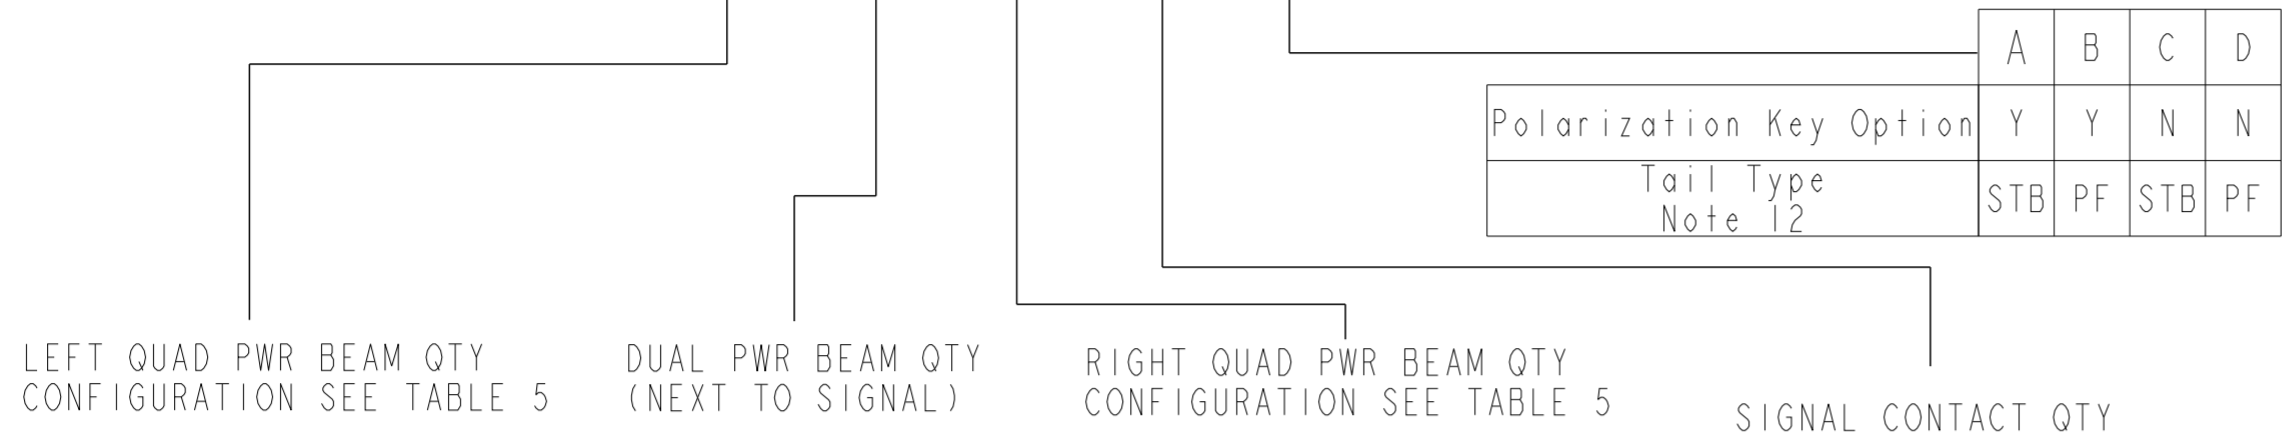 A B C D
Polarization Key Option Y Y N N
Tail Type
Note 12
STB PF STB PF
LEFT QUAD PWR BEAM QTY
CONFIGURATION SEE TABLE 5
DUAL PWR BEAM QTY
(NEXT TO SIGNAL)
RIGHT QUAD PWR BEAM QTY
CONFIGURATION SEE TABLE 5
SIGNAL CONTACT QTY